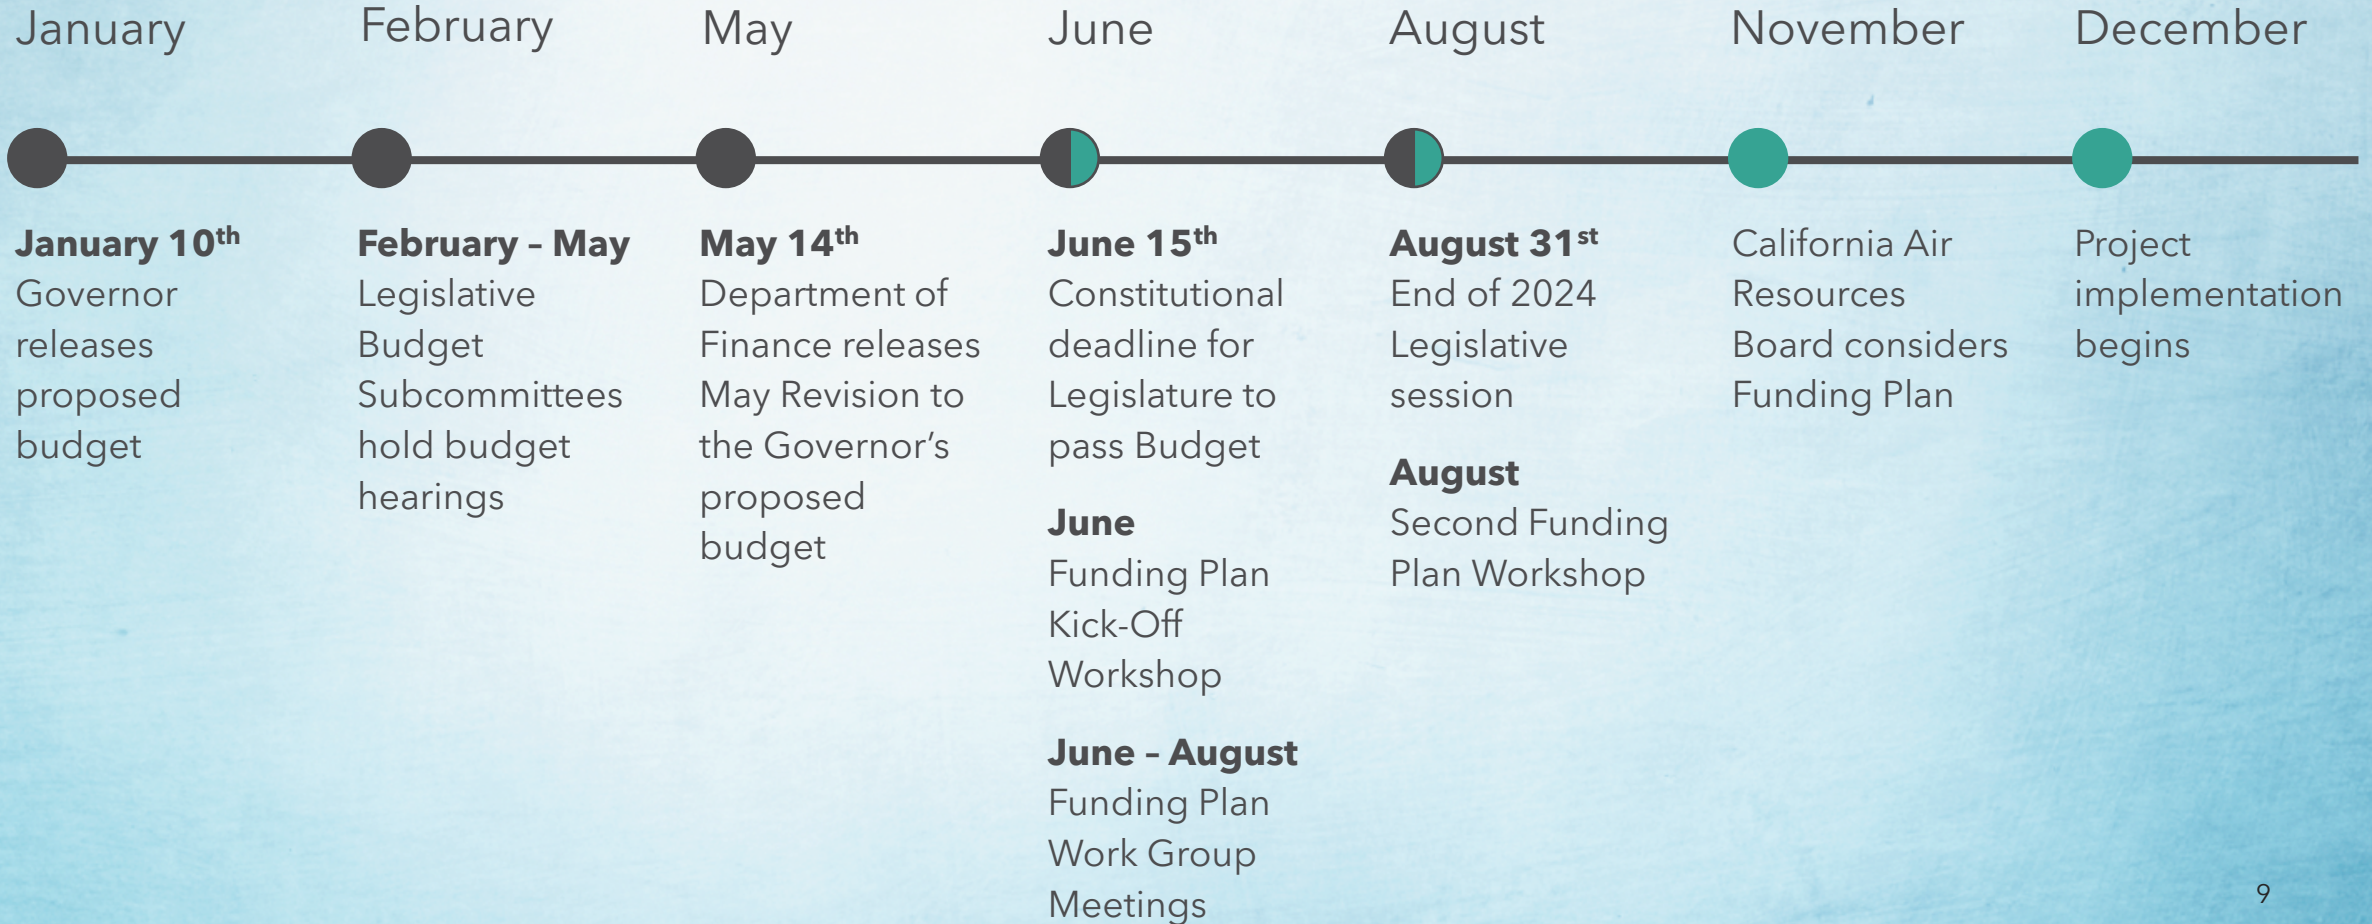 January
February
May
June
August
November
December
January 10th
Governor
releases
proposed
budget
February – May
Legislative
Budget
Subcommittees
hold budget
hearings
May 14th
Department of
Finance releases
May Revision to
the Governor’s
proposed
budget
June 15th
Constitutional
deadline for
Legislature to
pass Budget
June
Funding Plan
Kick-Off
Workshop
June – August
Funding Plan
Work Group
Meetings
August 31st
End of 2024
Legislative
session
August
Second Funding
Plan Workshop
California Air
Resources
Board considers
Funding Plan
Project
implementation
begins
9